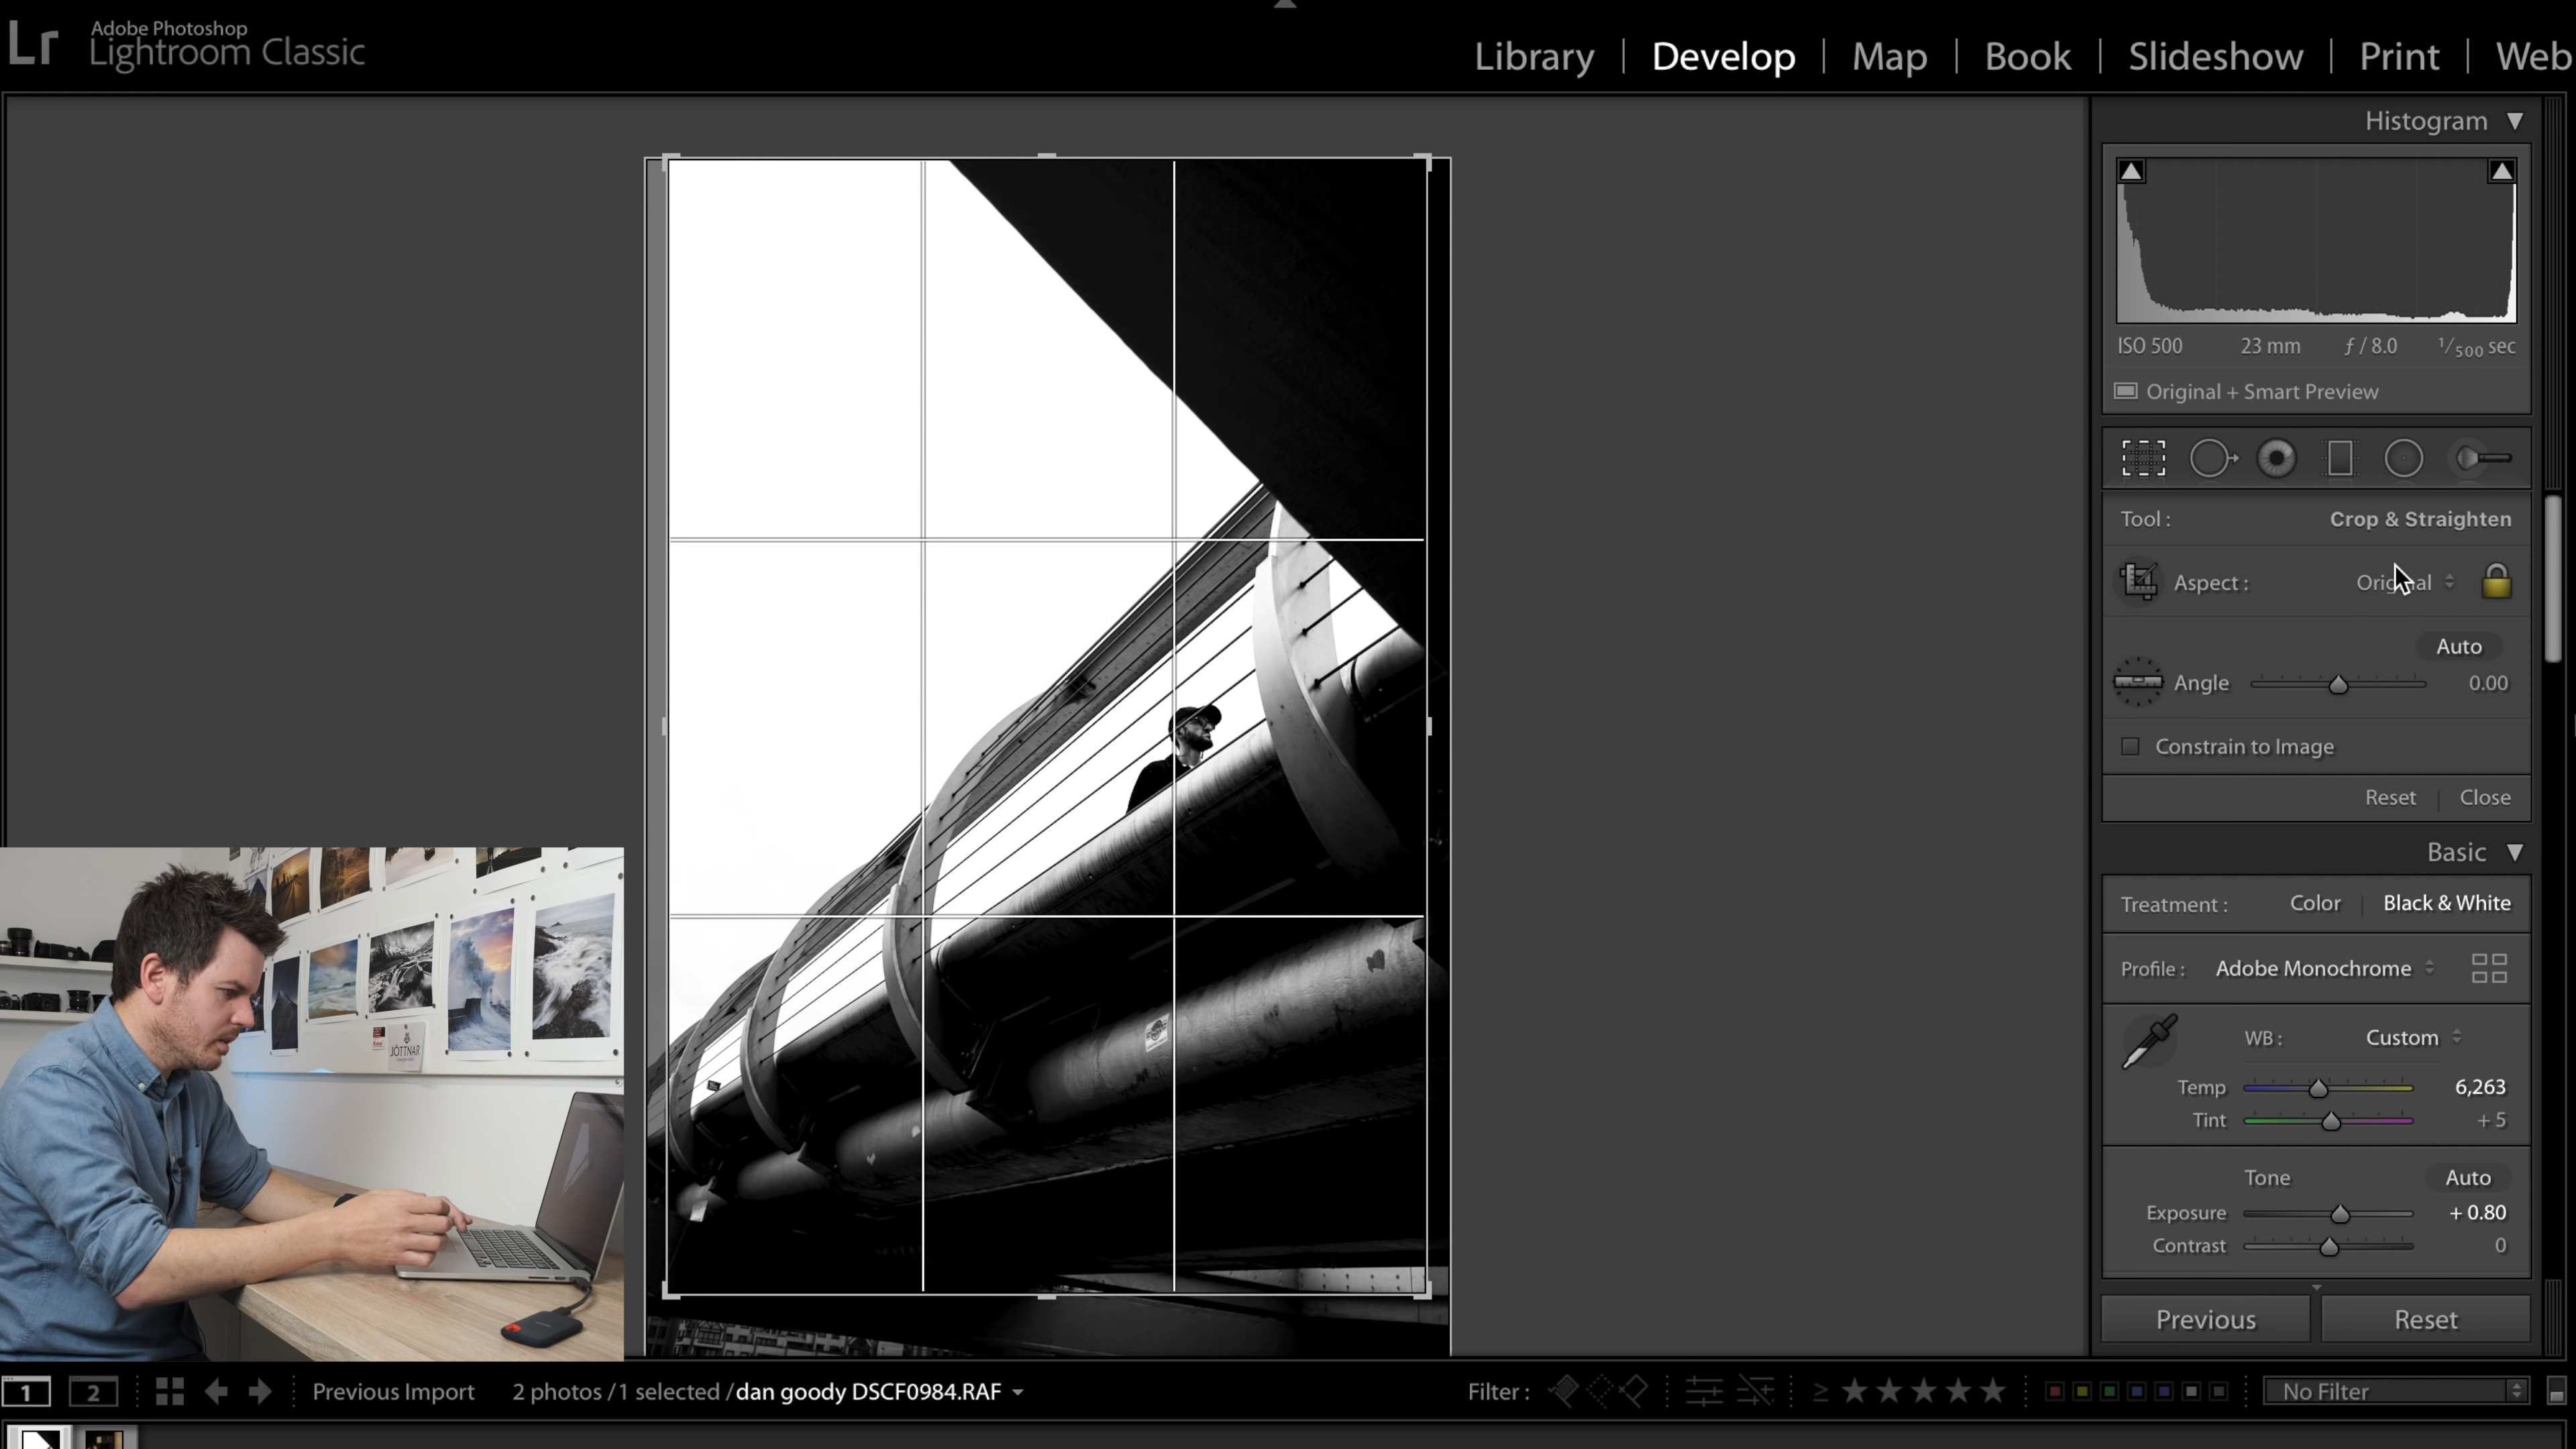 Lr
Adobe Photoshop
Lightroom Classic
Library | Develop | Map | Book | Slideshow | Print | Web
Histogram
ISO 500 23 mm ƒ / 8.0 1/500 sec
Original + Smart Preview
Tool : Crop & Straighten
Aspect : Original
Auto
Angle 0.00
Constrain to Image
Reset Close
Basic
Treatment : Color Black & White
Profile : Adobe Monochrome
WB : Custom
Temp 6,263
Tint + 5
Tone Auto
Exposure + 0.80
Contrast 0
Previous Reset
JÖTTNAR
1 2 Previous Import 2 photos / 1 selected / dan goody DSCF0984.RAF
Filter : ≥ ★★★★★ No Filter